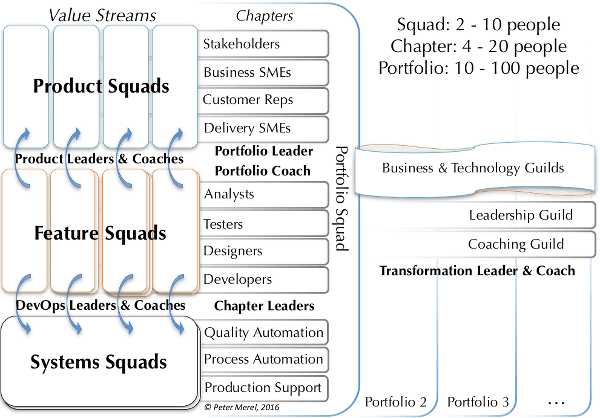 Value Streams
Chapters
Squad: 2 - 10 people
Chapter: 4 - 20 people
Portfolio: 10 - 100 people
Product Squads
Stakeholders
Business SMEs
Customer Reps
Delivery SMEs
Product Leaders & Coaches
Portfolio Leader
Portfolio Coach
Feature Squads
Analysts
Testers
Designers
Developers
DevOps Leaders & Coaches
Chapter Leaders
Systems Squads
Quality Automation
Process Automation
Production Support
© Peter Merel, 2016
Portfolio Squad
Business & Technology Guilds
Leadership Guild
Coaching Guild
Transformation Leader & Coach
Portfolio 2
Portfolio 3
...